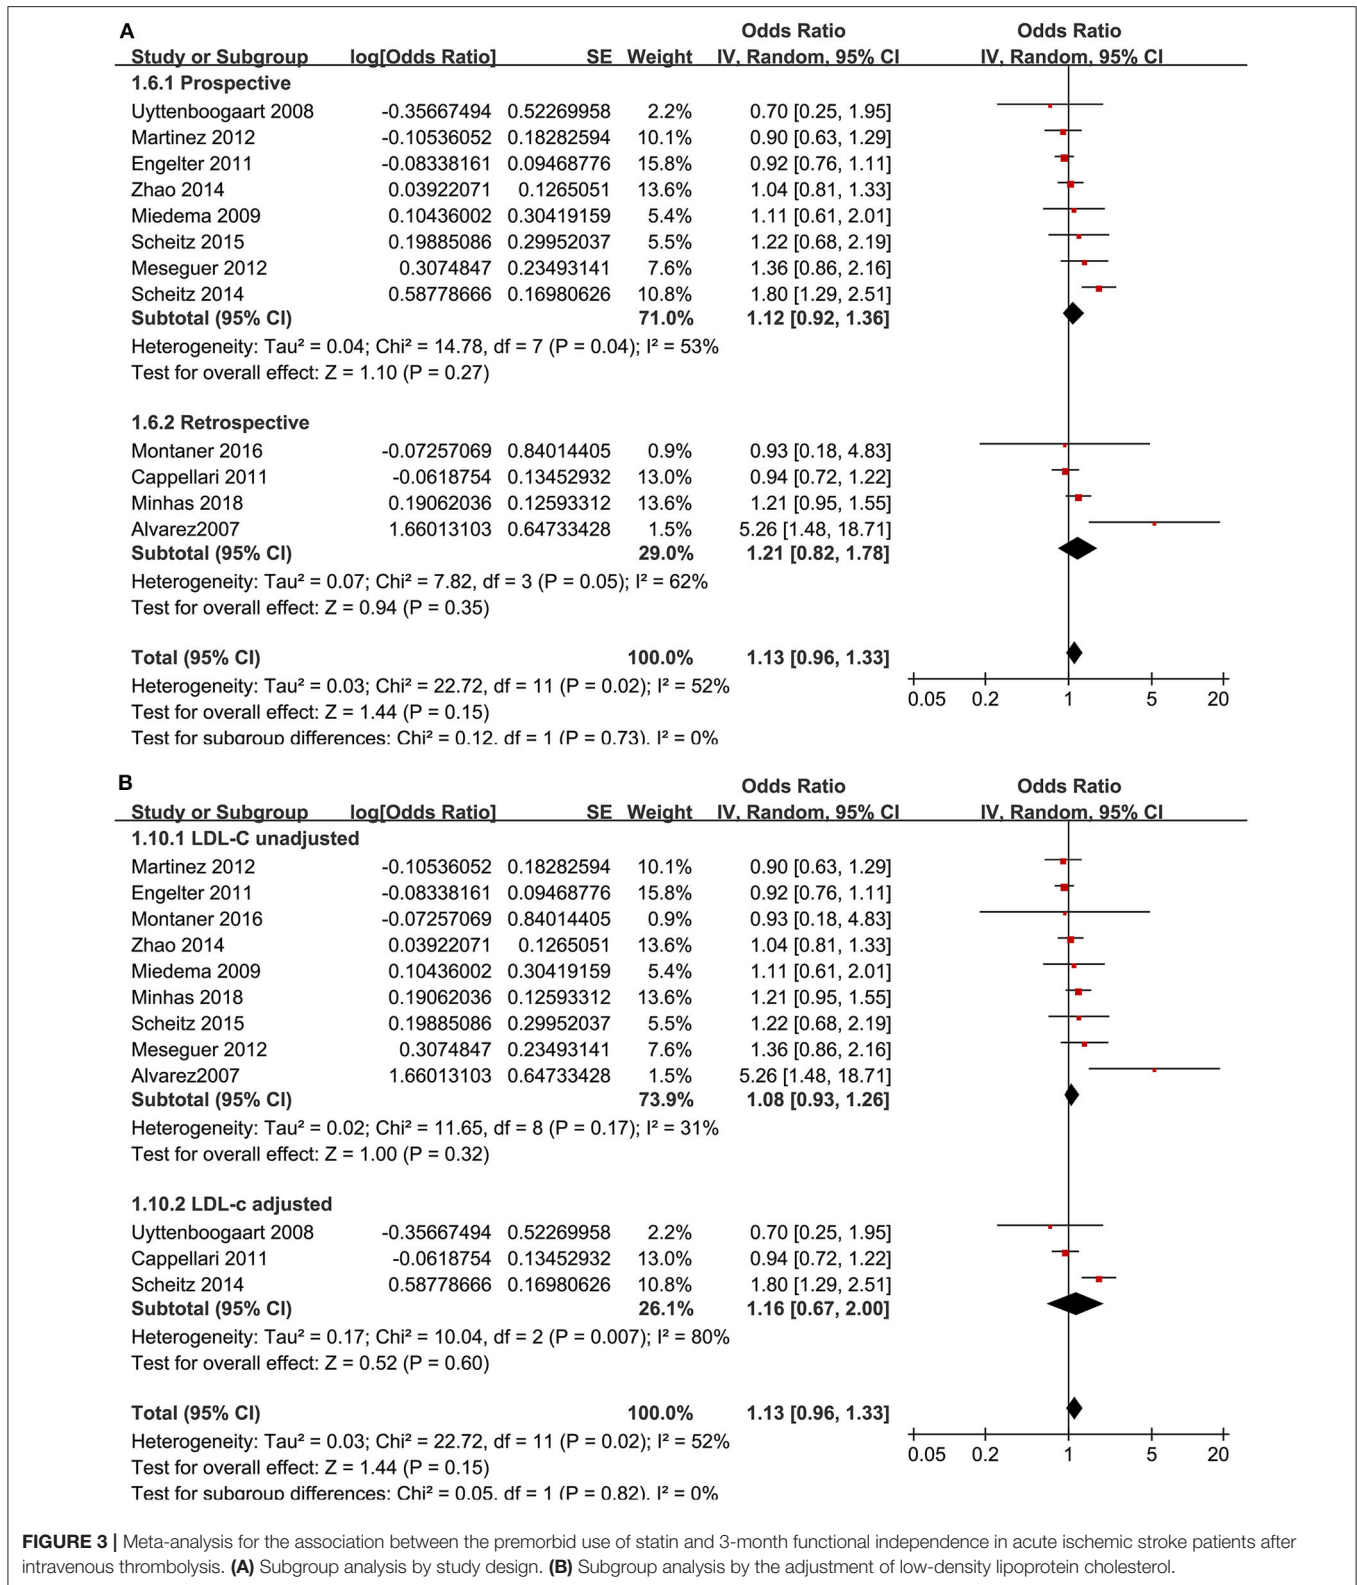 A
Odds Ratio Odds Ratio
Study or Subgroup log[Odds Ratio] SE Weight IV, Random, 95% CI IV, Random, 95% CI
1.6.1 Prospective
Uyttenboogaart 2008 -0.35667494 0.52269958 2.2% 0.70 [0.25, 1.95]
Martinez 2012 -0.10536052 0.18282594 10.1% 0.90 [0.63, 1.29]
Engelter 2011 -0.08338161 0.09468776 15.8% 0.92 [0.76, 1.11]
Zhao 2014 0.03922071 0.1265051 13.6% 1.04 [0.81, 1.33]
Miedema 2009 0.10436002 0.30419159 5.4% 1.11 [0.61, 2.01]
Scheitz 2015 0.19885086 0.29952037 5.5% 1.22 [0.68, 2.19]
Meseguer 2012 0.3074847 0.23493141 7.6% 1.36 [0.86, 2.16]
Scheitz 2014 0.58778666 0.16980626 10.8% 1.80 [1.29, 2.51]
Subtotal (95% CI) 71.0% 1.12 [0.92, 1.36]
Heterogeneity: Tau² = 0.04; Chi² = 14.78, df = 7 (P = 0.04); I² = 53%
Test for overall effect: Z = 1.10 (P = 0.27)
1.6.2 Retrospective
Montaner 2016 -0.07257069 0.84014405 0.9% 0.93 [0.18, 4.83]
Cappellari 2011 -0.0618754 0.13452932 13.0% 0.94 [0.72, 1.22]
Minhas 2018 0.19062036 0.12593312 13.6% 1.21 [0.95, 1.55]
Alvarez2007 1.66013103 0.64733428 1.5% 5.26 [1.48, 18.71]
Subtotal (95% CI) 29.0% 1.21 [0.82, 1.78]
Heterogeneity: Tau² = 0.07; Chi² = 7.82, df = 3 (P = 0.05); I² = 62%
Test for overall effect: Z = 0.94 (P = 0.35)
Total (95% CI) 100.0% 1.13 [0.96, 1.33]
Heterogeneity: Tau² = 0.03; Chi² = 22.72, df = 11 (P = 0.02); I² = 52%
Test for overall effect: Z = 1.44 (P = 0.15)
Test for subgroup differences: Chi² = 0.12, df = 1 (P = 0.73), I² = 0%
0.05 0.2 1 5 20
B
Odds Ratio Odds Ratio
Study or Subgroup log[Odds Ratio] SE Weight IV, Random, 95% CI IV, Random, 95% CI
1.10.1 LDL-C unadjusted
Martinez 2012 -0.10536052 0.18282594 10.1% 0.90 [0.63, 1.29]
Engelter 2011 -0.08338161 0.09468776 15.8% 0.92 [0.76, 1.11]
Montaner 2016 -0.07257069 0.84014405 0.9% 0.93 [0.18, 4.83]
Zhao 2014 0.03922071 0.1265051 13.6% 1.04 [0.81, 1.33]
Miedema 2009 0.10436002 0.30419159 5.4% 1.11 [0.61, 2.01]
Minhas 2018 0.19062036 0.12593312 13.6% 1.21 [0.95, 1.55]
Scheitz 2015 0.19885086 0.29952037 5.5% 1.22 [0.68, 2.19]
Meseguer 2012 0.3074847 0.23493141 7.6% 1.36 [0.86, 2.16]
Alvarez2007 1.66013103 0.64733428 1.5% 5.26 [1.48, 18.71]
Subtotal (95% CI) 73.9% 1.08 [0.93, 1.26]
Heterogeneity: Tau² = 0.02; Chi² = 11.65, df = 8 (P = 0.17); I² = 31%
Test for overall effect: Z = 1.00 (P = 0.32)
1.10.2 LDL-c adjusted
Uyttenboogaart 2008 -0.35667494 0.52269958 2.2% 0.70 [0.25, 1.95]
Cappellari 2011 -0.0618754 0.13452932 13.0% 0.94 [0.72, 1.22]
Scheitz 2014 0.58778666 0.16980626 10.8% 1.80 [1.29, 2.51]
Subtotal (95% CI) 26.1% 1.16 [0.67, 2.00]
Heterogeneity: Tau² = 0.17; Chi² = 10.04, df = 2 (P = 0.007); I² = 80%
Test for overall effect: Z = 0.52 (P = 0.60)
Total (95% CI) 100.0% 1.13 [0.96, 1.33]
Heterogeneity: Tau² = 0.03; Chi² = 22.72, df = 11 (P = 0.02); I² = 52%
Test for overall effect: Z = 1.44 (P = 0.15)
Test for subgroup differences: Chi² = 0.05, df = 1 (P = 0.82), I² = 0%
0.05 0.2 1 5 20
FIGURE 3 | Meta-analysis for the association between the premorbid use of statin and 3-month functional independence in acute ischemic stroke patients after
intravenous thrombolysis. (A) Subgroup analysis by study design. (B) Subgroup analysis by the adjustment of low-density lipoprotein cholesterol.